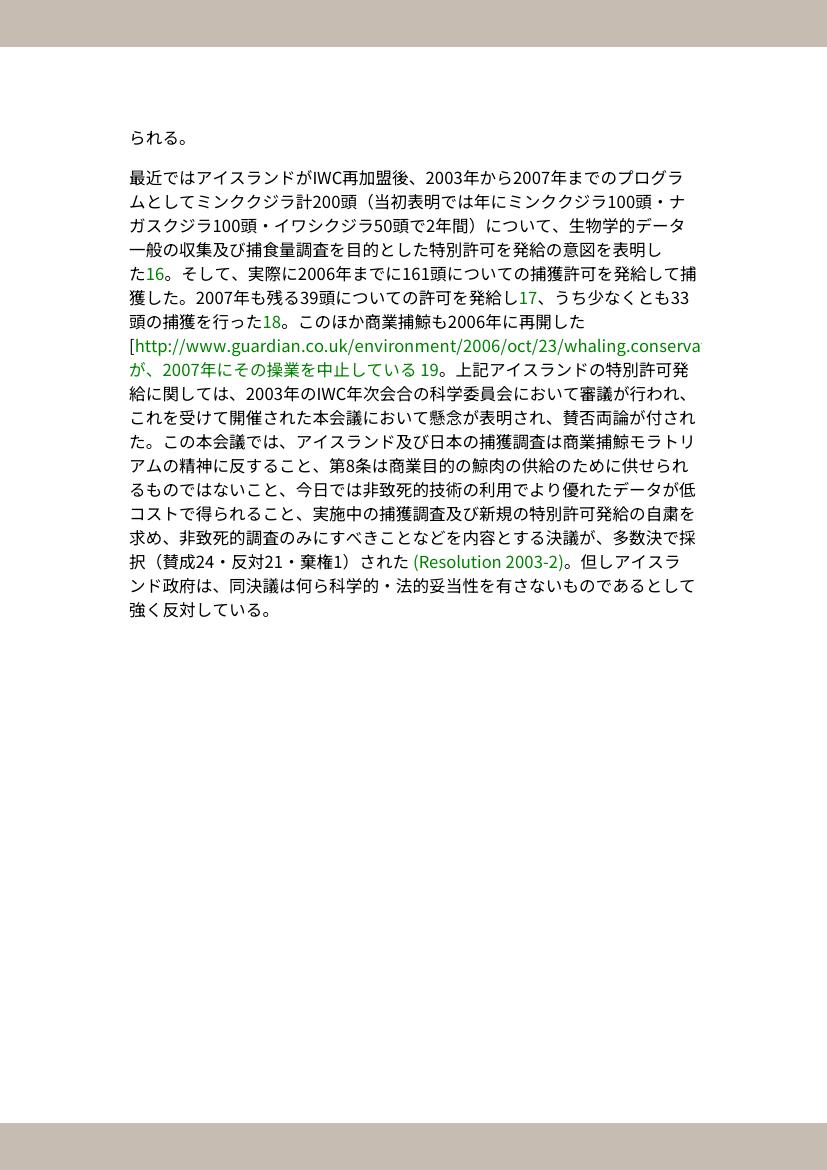 られる。
最近ではアイスランドがIWC再加盟後、2003年から2007年までのプログラ
ムとしてミンククジラ計200頭（当初表明では年にミンククジラ100頭・ナ
ガスクジラ100頭・イワシクジラ50頭で2年間）について、生物学的データ
一般の収集及び捕食量調査を目的とした特別許可を発給の意図を表明し
た16。そして、実際に2006年までに161頭についての捕獲許可を発給して捕
獲した。2007年も残る39頭についての許可を発給し17、うち少なくとも33
頭の捕獲を行った18。このほか商業捕鯨も2006年に再開した
[http://www.guardian.co.uk/environment/2006/oct/23/whaling.conserva
が、2007年にその操業を中止している 19。上記アイスランドの特別許可発
給に関しては、2003年のIWC年次会合の科学委員会において審議が行われ、
これを受けて開催された本会議において懸念が表明され、賛否両論が付され
た。この本会議では、アイスランド及び日本の捕獲調査は商業捕鯨モラトリ
アムの精神に反すること、第8条は商業目的の鯨肉の供給のために供せられ
るものではないこと、今日では非致死的技術の利用でより優れたデータが低
コストで得られること、実施中の捕獲調査及び新規の特別許可発給の自粛を
求め、非致死的調査のみにすべきことなどを内容とする決議が、多数決で採
択（賛成24・反対21・棄権1）された (Resolution 2003-2)。但しアイスラ
ンド政府は、同決議は何ら科学的・法的妥当性を有さないものであるとして
強く反対している。